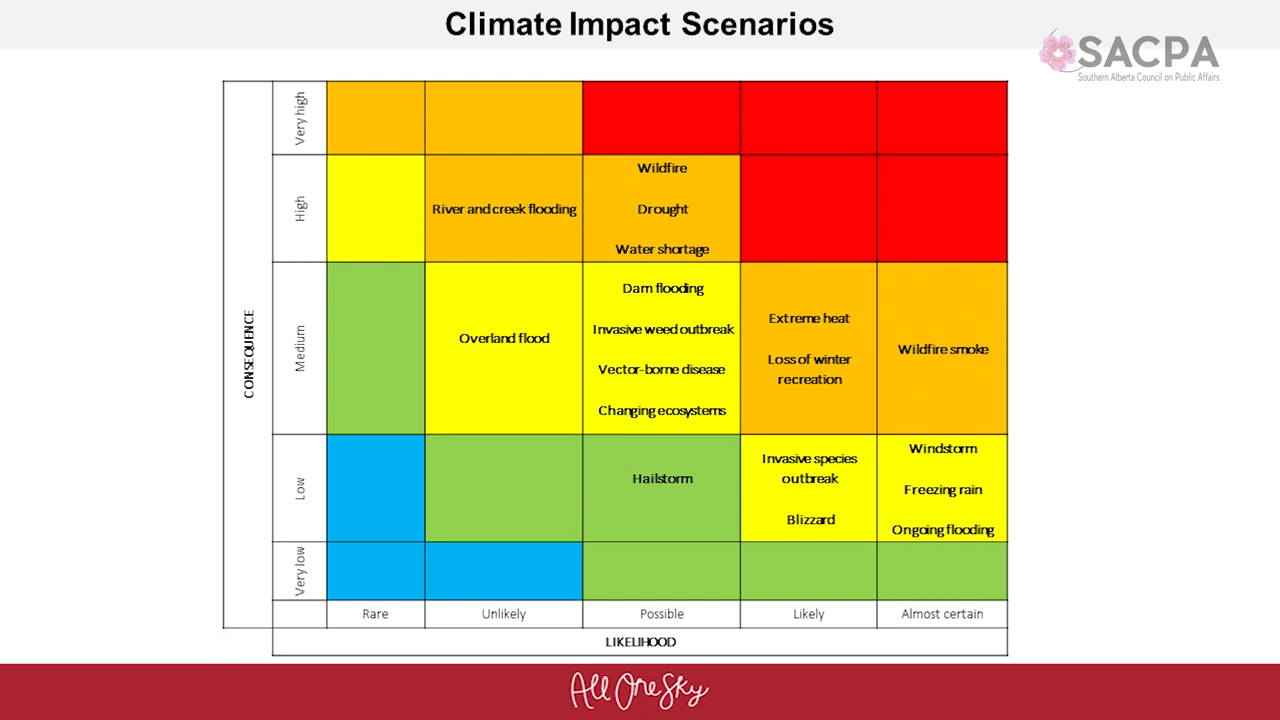 Climate Impact Scenarios
SACPA
Southern Alberta Council on Public Affairs
CONSEQUENCE
Very high
High
River and creek flooding
Wildfire
Drought
Water shortage
Medium
Overland flood
Dam flooding
Invasive weed outbreak
Vector-borne disease
Changing ecosystems
Extreme heat
Loss of winter
recreation
Wildfire smoke
Low
Hailstorm
Invasive species
outbreak
Blizzard
Windstorm
Freezing rain
Ongoing flooding
Very low
Rare
Unlikely
Possible
Likely
Almost certain
LIKELIHOOD
All One Sky